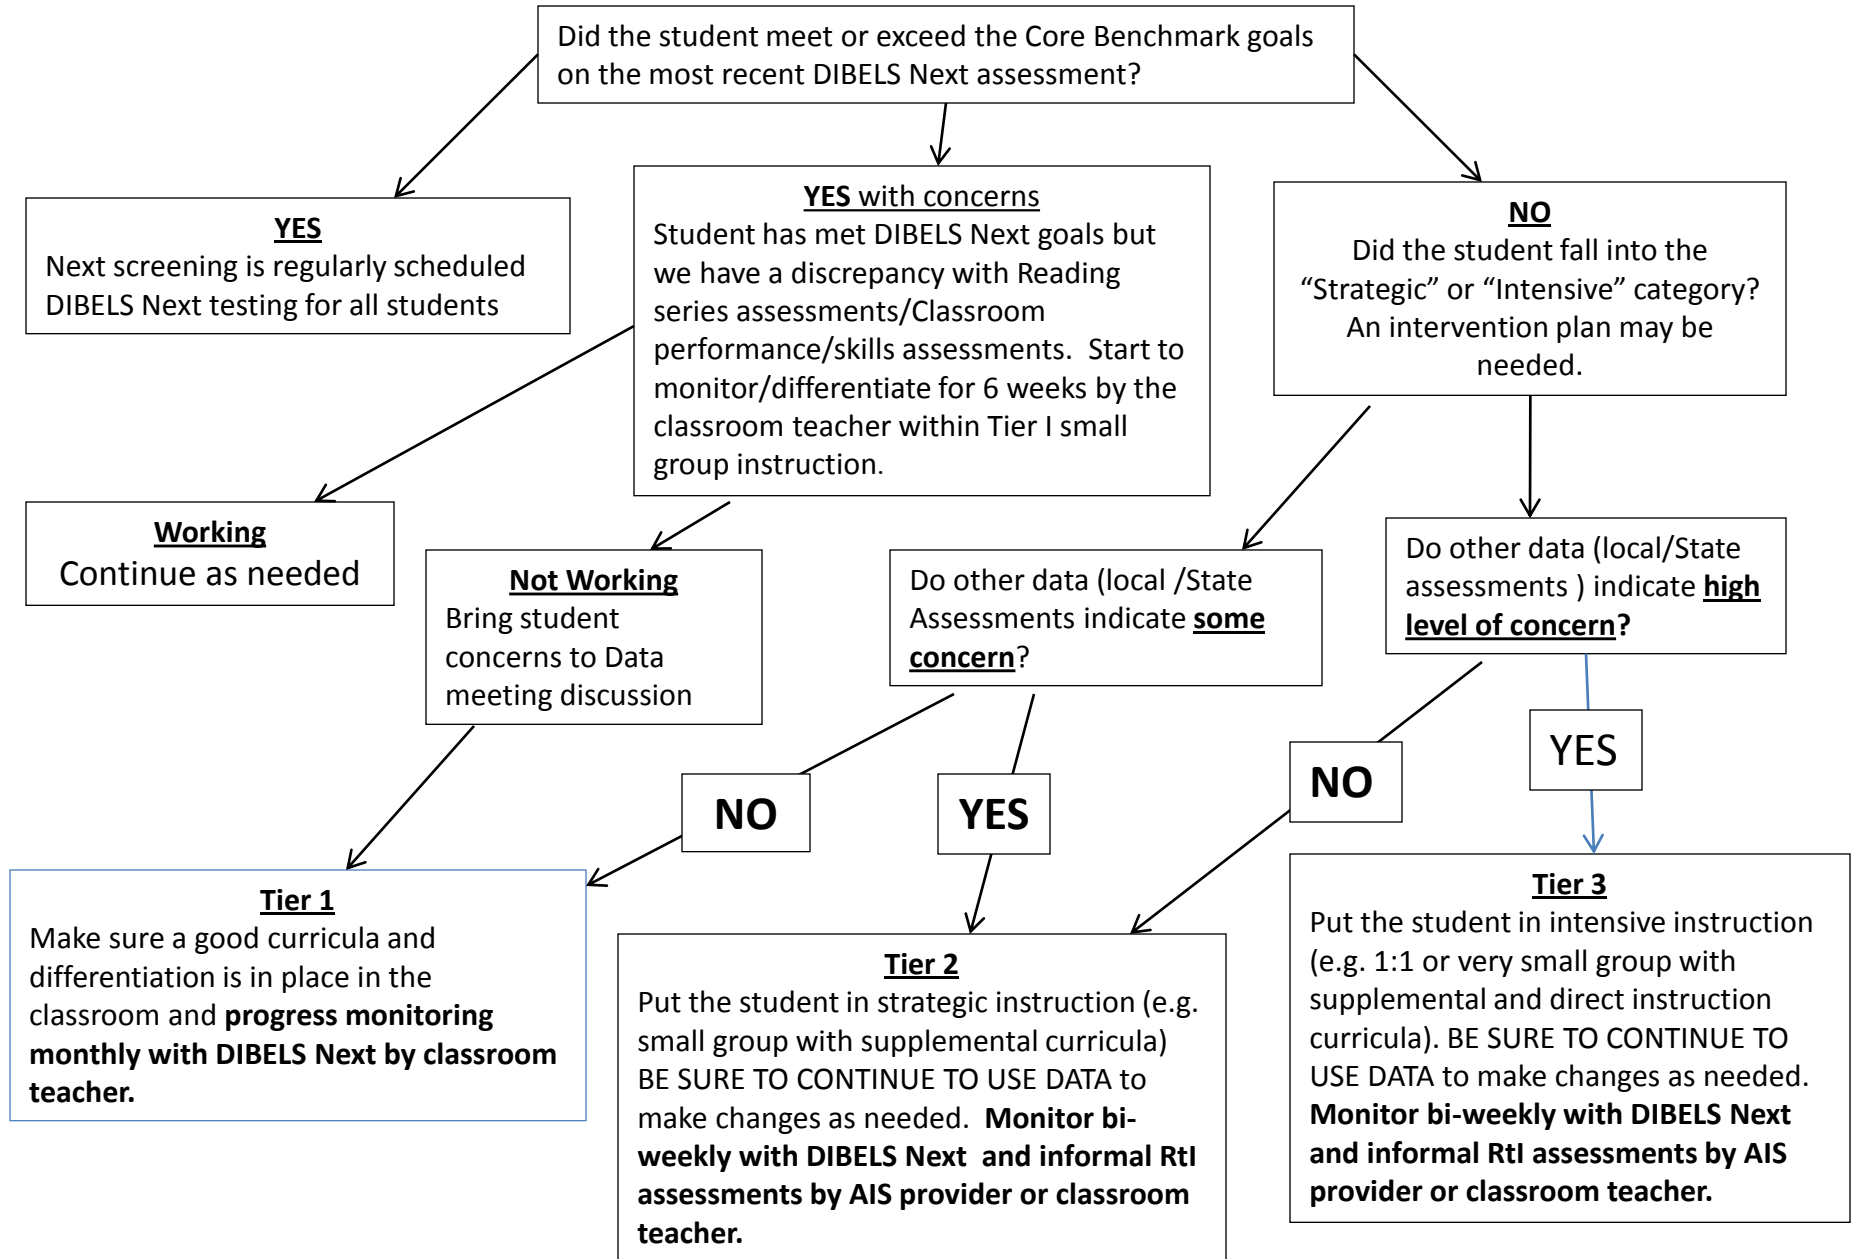 Did the student meet or exceed the Core Benchmark goals
on the most recent DIBELS Next assessment?
YES
Next screening is regularly scheduled
DIBELS Next testing for all students
YES with concerns
Student has met DIBELS Next goals but
we have a discrepancy with Reading
series assessments/Classroom
performance/skills assessments.  Start to
monitor/differentiate for 6 weeks by the
classroom teacher within Tier I small
group instruction.
NO
Did the student fall into the
“Strategic” or “Intensive” category?
An intervention plan may be
needed.
Working
Continue as needed
Not Working
Bring student
concerns to Data
meeting discussion
Do other data (local /State
Assessments indicate some
concern?
Do other data (local/State
assessments ) indicate high
level of concern?
NO
YES
NO
YES
Tier 1
Make sure a good curricula and
differentiation is in place in the
classroom and progress monitoring
monthly with DIBELS Next by classroom
teacher.
Tier 2
Put the student in strategic instruction (e.g.
small group with supplemental curricula)
BE SURE TO CONTINUE TO USE DATA to
make changes as needed.  Monitor bi-
weekly with DIBELS Next  and informal RtI
assessments by AIS provider or classroom
teacher.
Tier 3
Put the student in intensive instruction
(e.g. 1:1 or very small group with
supplemental and direct instruction
curricula). BE SURE TO CONTINUE TO
USE DATA to make changes as needed.
Monitor bi-weekly with DIBELS Next
and informal RtI assessments by AIS
provider or classroom teacher.